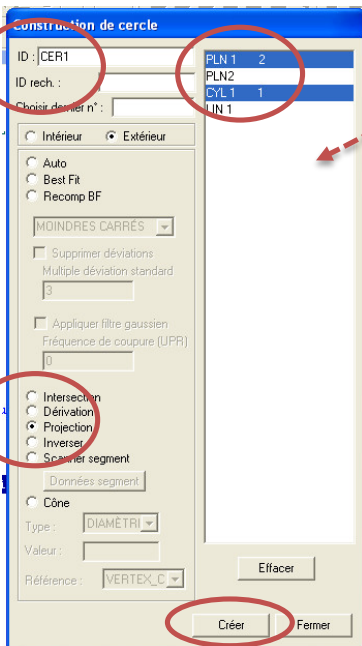 Construction de cercle
ID : CER1
ID rech. :
Choisir dernier n° :
Intérieur Extérieur
Auto
Best Fit
Recomp BF
MOINDRES CARRÉS
Supprimer déviations
Multiple déviation standard
3
Appliquer filtre gaussien
Fréquence de coupure (UPR)
0
Intersection
Dérivation
Projection
Inverser
Scanner segment
Données segment
Cône
Type : DIAMÈTRI
Valeur :
Référence : VERTEX_C
PLN 1 2
PLN2
CYL 1 1
LIN 1
Effacer
Créer Fermer